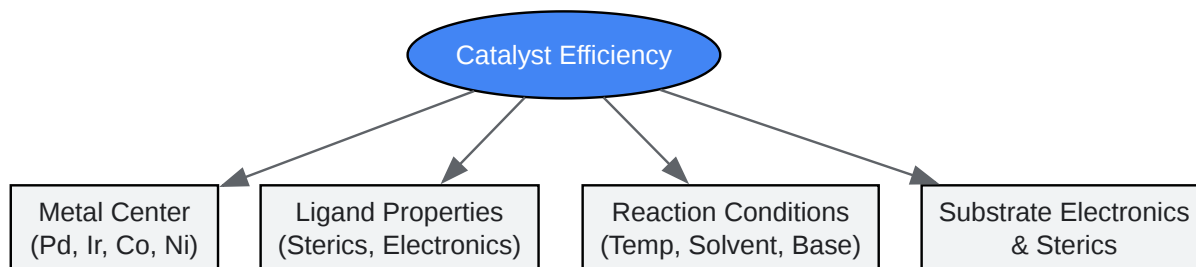 Catalyst Efficiency
Metal Center
(Pd, Ir, Co, Ni)
Ligand Properties
(Sterics, Electronics)
Reaction Conditions
(Temp, Solvent, Base)
Substrate Electronics
& Sterics